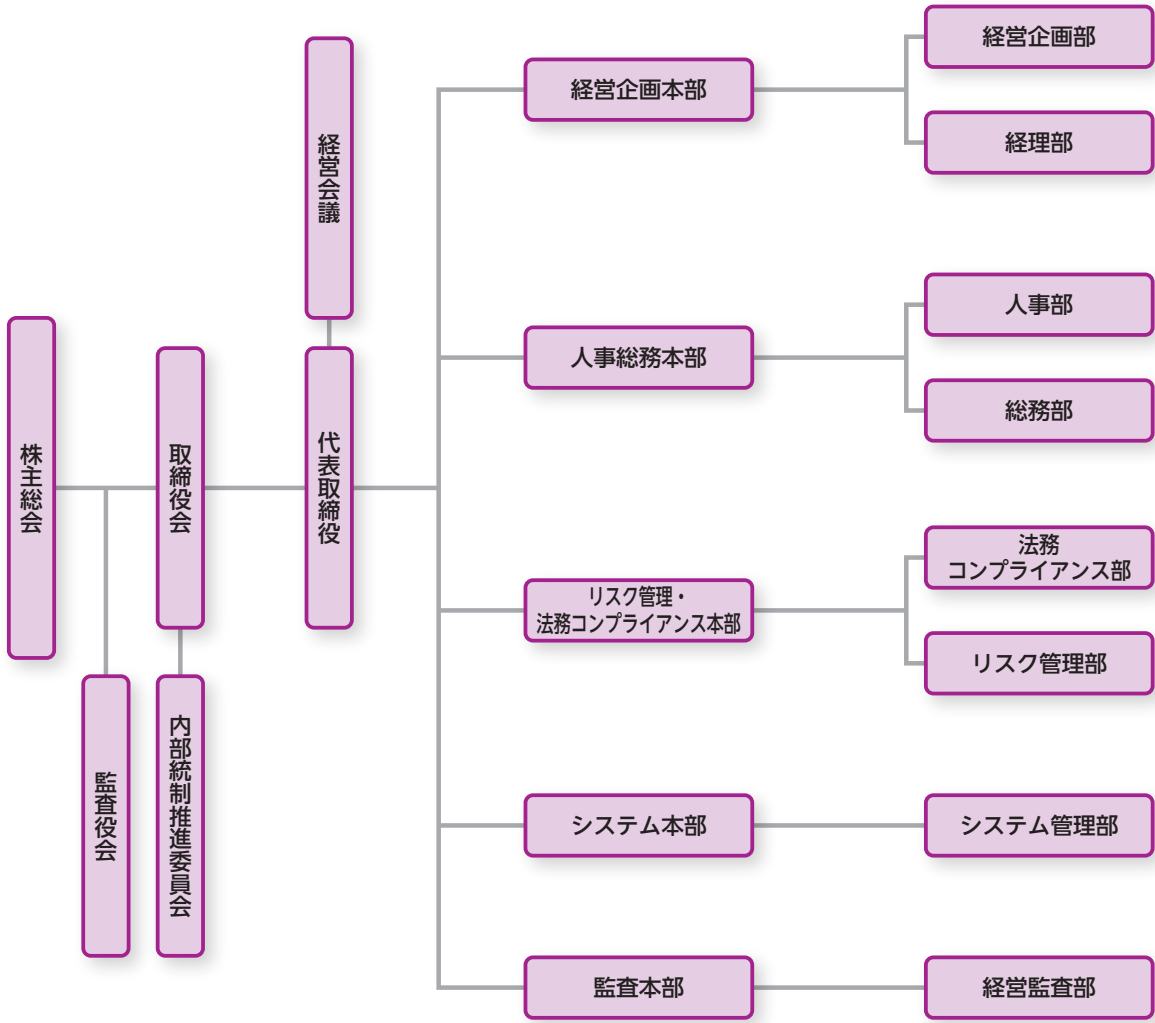 株主総会
監査役会
取締役会
内部統制推進委員会
経営会議
代表取締役
経営企画本部
経営企画部
経理部
人事総務本部
人事部
総務部
リスク管理・
法務コンプライアンス本部
法務
コンプライアンス部
リスク管理部
システム本部
システム管理部
監査本部
経営監査部